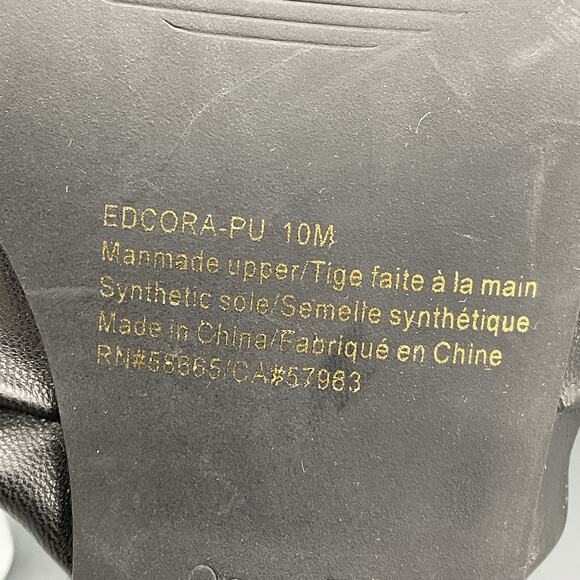 EDCORA-PU 10M
Manmade upper/Tige faite à la main
Synthetic sole/Semelle synthétique
Made in China/Fabriqué en Chine
RN#58865/CA#57983